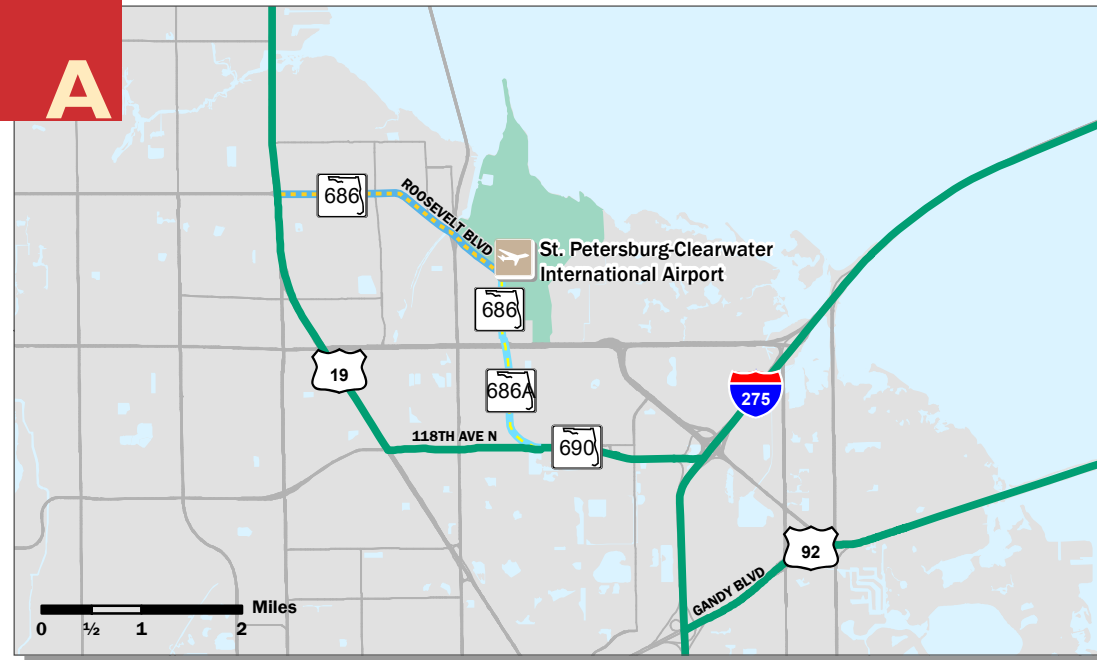 A
686
ROOSEVELT BLVD
St. Petersburg-Clearwater
International Airport
686
19
686A
275
118TH AVE N
690
92
GANDY BLVD
Miles
0 ½ 1 2